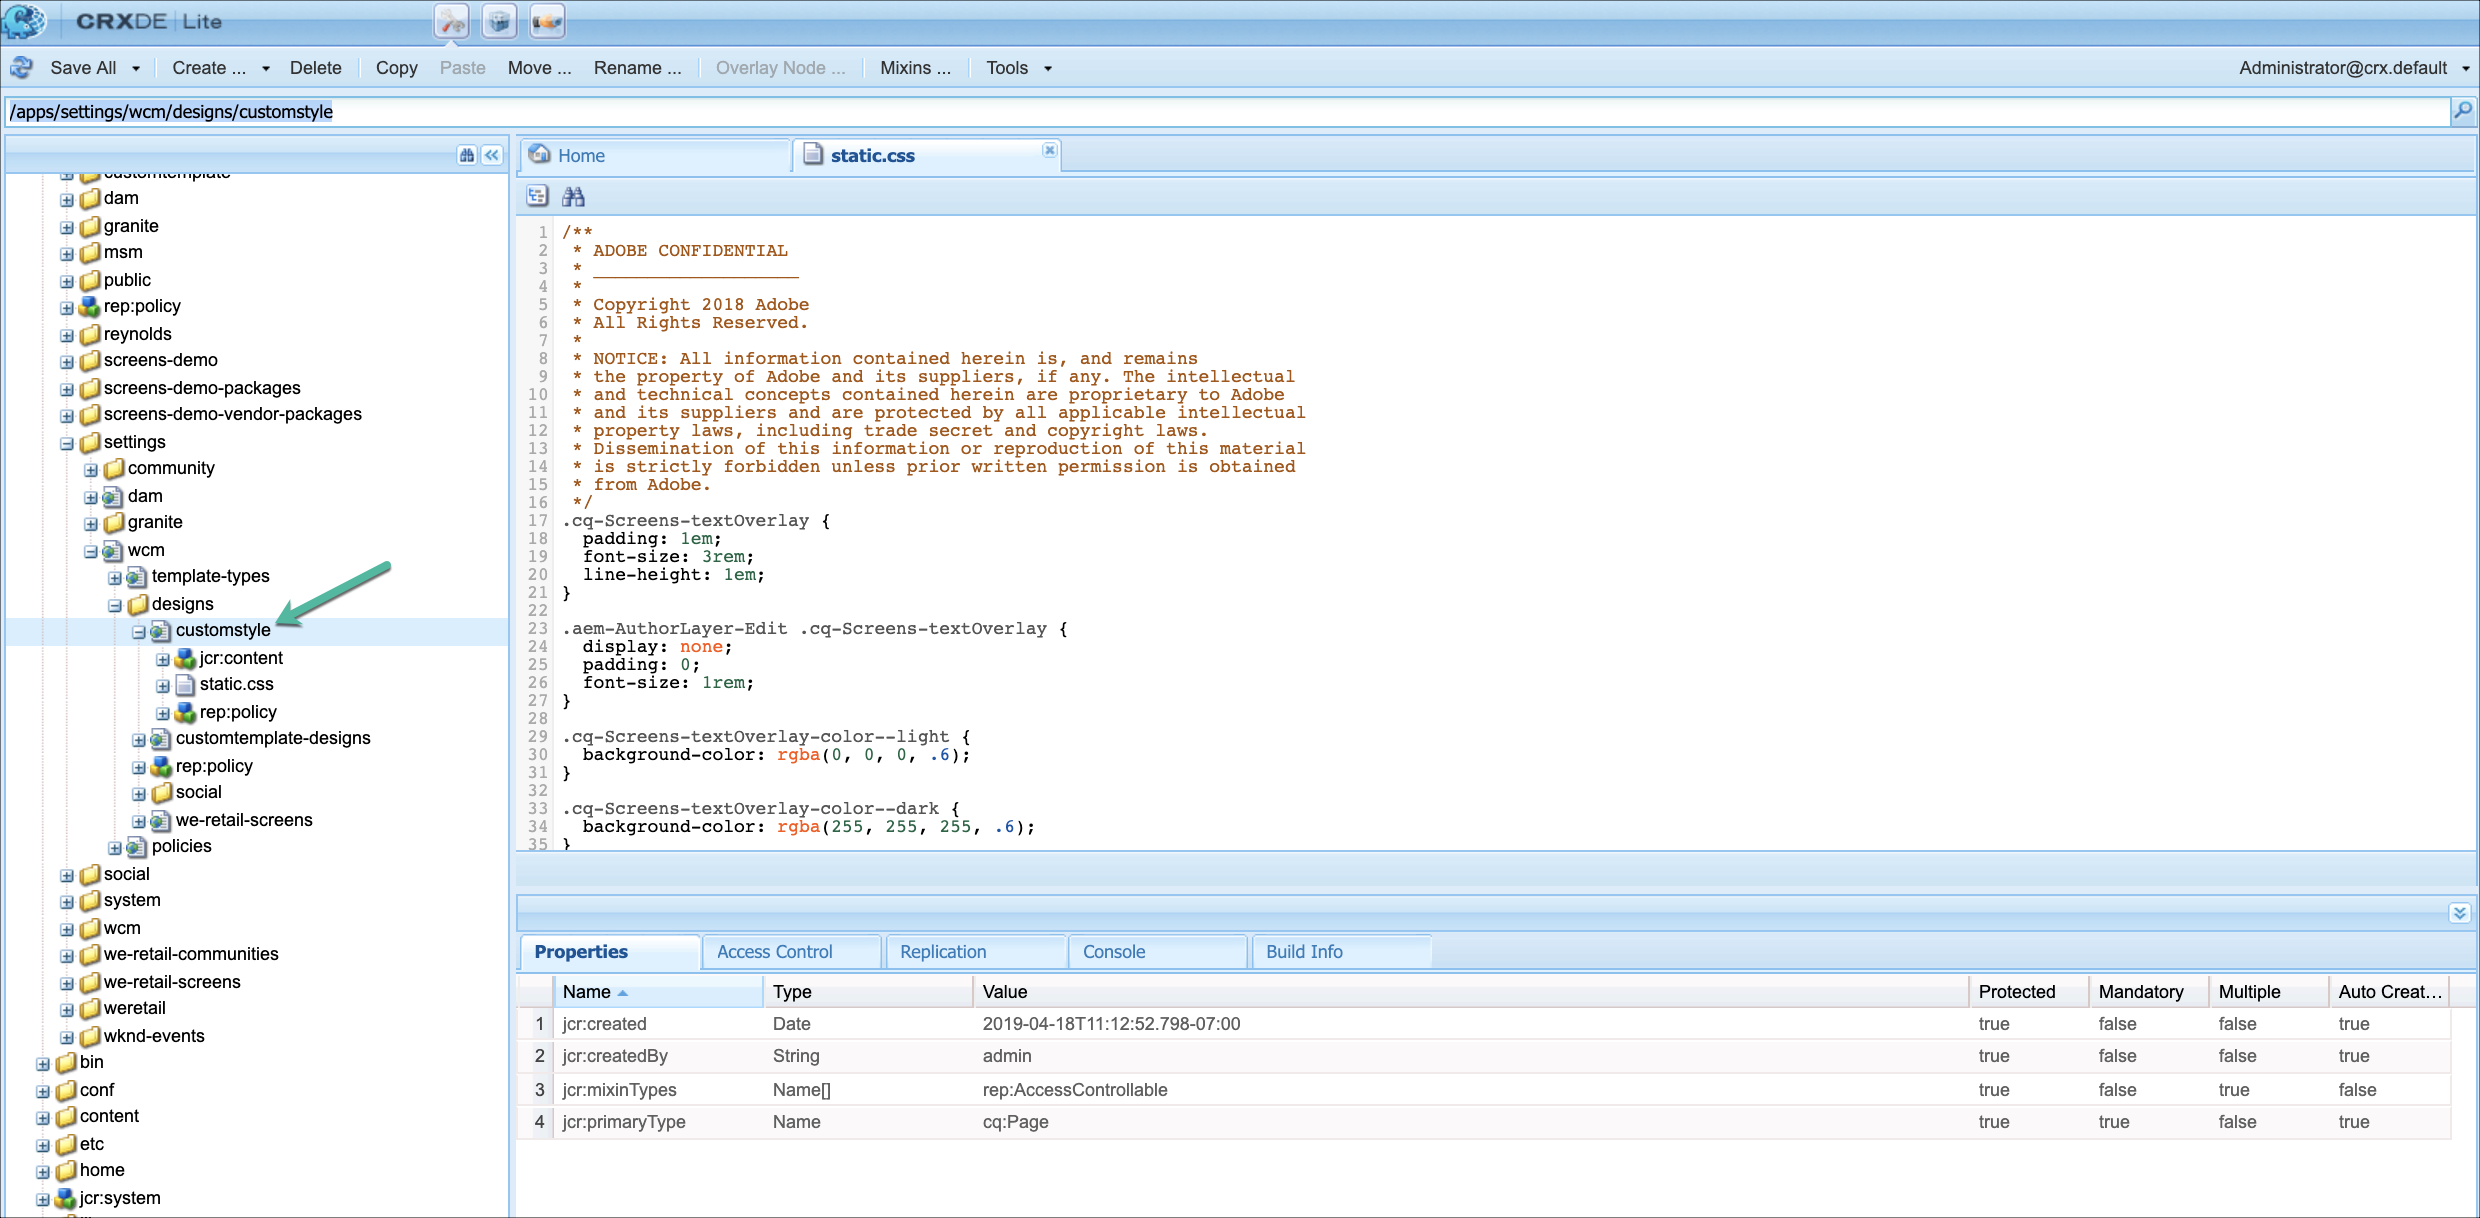 CRXDE | Lite
Save All Create ... Delete Copy Paste Move ... Rename ... Overlay Node ... Mixins ... Tools Administrator@crx.default
/apps/settings/wcm/designs/customstyle
customtemplate
dam
granite
msm
public
rep:policy
reynolds
screens-demo
screens-demo-packages
screens-demo-vendor-packages
settings
community
dam
granite
wcm
template-types
designs
customstyle
jcr:content
static.css
rep:policy
customtemplate-designs
rep:policy
social
we-retail-screens
policies
social
system
wcm
we-retail-communities
we-retail-screens
weretail
wknd-events
bin
conf
content
etc
home
jcr:system
Home static.css
1 /**
2 * ADOBE CONFIDENTIAL
3 * ___________________
4 *
5 * Copyright 2018 Adobe
6 * All Rights Reserved.
7 *
8 * NOTICE: All information contained herein is, and remains
9 * the property of Adobe and its suppliers, if any. The intellectual
10 * and technical concepts contained herein are proprietary to Adobe
11 * and its suppliers and are protected by all applicable intellectual
12 * property laws, including trade secret and copyright laws.
13 * Dissemination of this information or reproduction of this material
14 * is strictly forbidden unless prior written permission is obtained
15 * from Adobe.
16 */
17 .cq-Screens-textOverlay {
18 padding: 1em;
19 font-size: 3rem;
20 line-height: 1em;
21 }
22
23 .aem-AuthorLayer-Edit .cq-Screens-textOverlay {
24 display: none;
25 padding: 0;
26 font-size: 1rem;
27 }
28
29 .cq-Screens-textOverlay-color--light {
30 background-color: rgba(0, 0, 0, .6);
31 }
32
33 .cq-Screens-textOverlay-color--dark {
34 background-color: rgba(255, 255, 255, .6);
35 }
Properties Access Control Replication Console Build Info
Name Type Value Protected Mandatory Multiple Auto Creat...
1 jcr:created Date 2019-04-18T11:12:52.798-07:00 true false false true
2 jcr:createdBy String admin true false false true
3 jcr:mixinTypes Name[] rep:AccessControllable true false true false
4 jcr:primaryType Name cq:Page true true false true